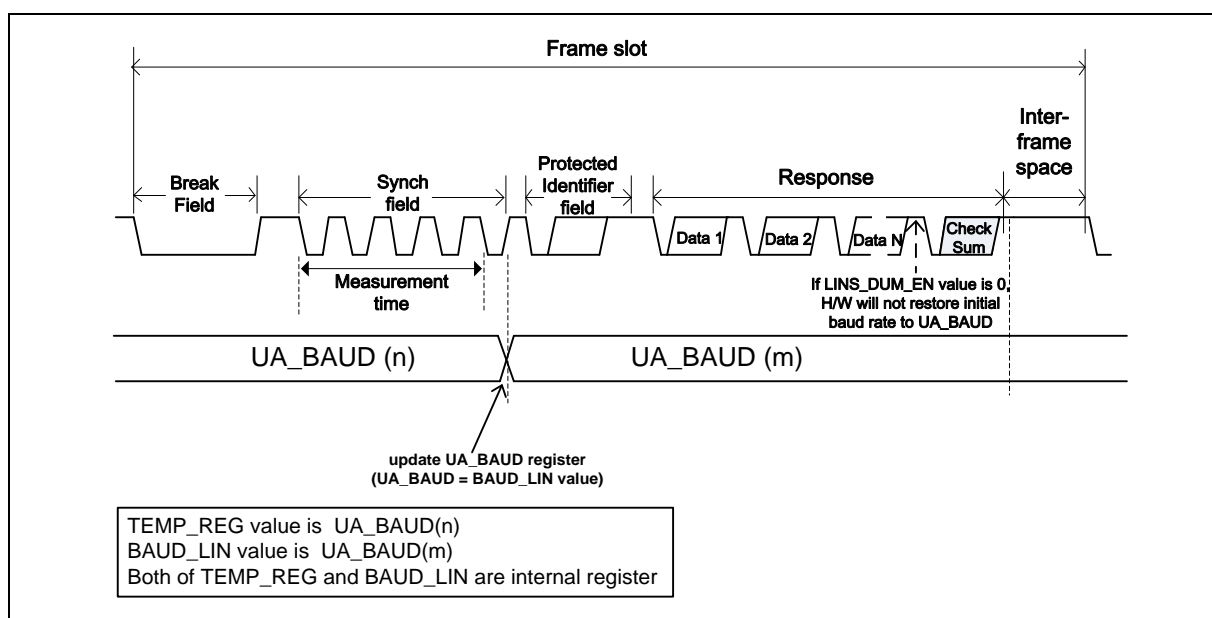 Frame slot
Inter-
frame
space
Break
Field
Synch
field
Protected
Identifier
field
Response
Data 1
Data 2
Data N
Check
Sum
Measurement
time
If LINS_DUM_EN value is 0,
H/W will not restore initial
baud rate to UA_BAUD
UA_BAUD (n)
UA_BAUD (m)
update UA_BAUD register
(UA_BAUD = BAUD_LIN value)
TEMP_REG value is UA_BAUD(n)
BAUD_LIN value is UA_BAUD(m)
Both of TEMP_REG and BAUD_LIN are internal register